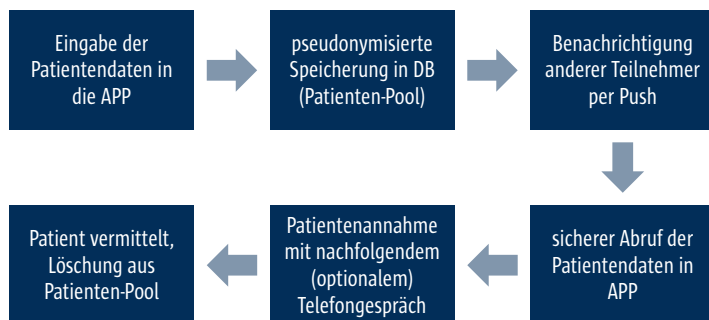 Eingabe der
Patientendaten in
die APP
pseudonymisierte
Speicherung in DB
(Patienten-Pool)
Benachrichtigung
anderer Teilnehmer
per Push
sicherer Abruf der
Patientendaten in
APP
Patientenannahme
mit nachfolgendem
(optionalem)
Telefongespräch
Patient vermittelt,
Löschung aus
Patienten-Pool